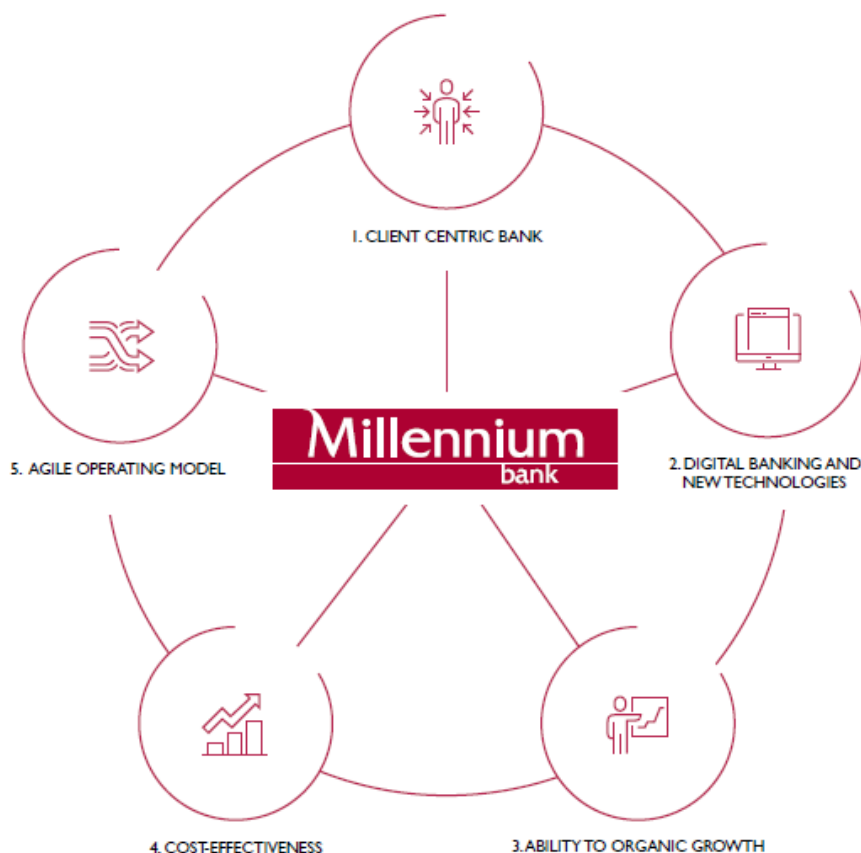 1. CLIENT CENTRIC BANK
Millennium
bank
2. DIGITAL BANKING AND
NEW TECHNOLOGIES
5. AGILE OPERATING MODEL
4. COST-EFFECTIVENESS
3. ABILITY TO ORGANIC GROWTH